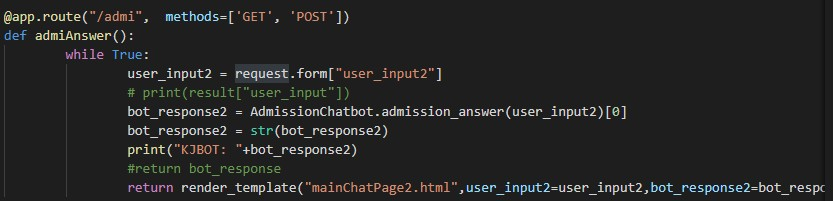 @app.route("/admi",  methods=['GET', 'POST'])
def admiAnswer():
        while True:
                user_input2 = request.form["user_input2"]
                # print(result["user_input"])
                bot_response2 = AdmissionChatbot.admission_answer(user_input2)[0]
                bot_response2 = str(bot_response2)
                print("KJBOT: "+bot_response2)
                #return bot_response
                return render_template("mainChatPage2.html",user_input2=user_input2,bot_response2=bot_respo